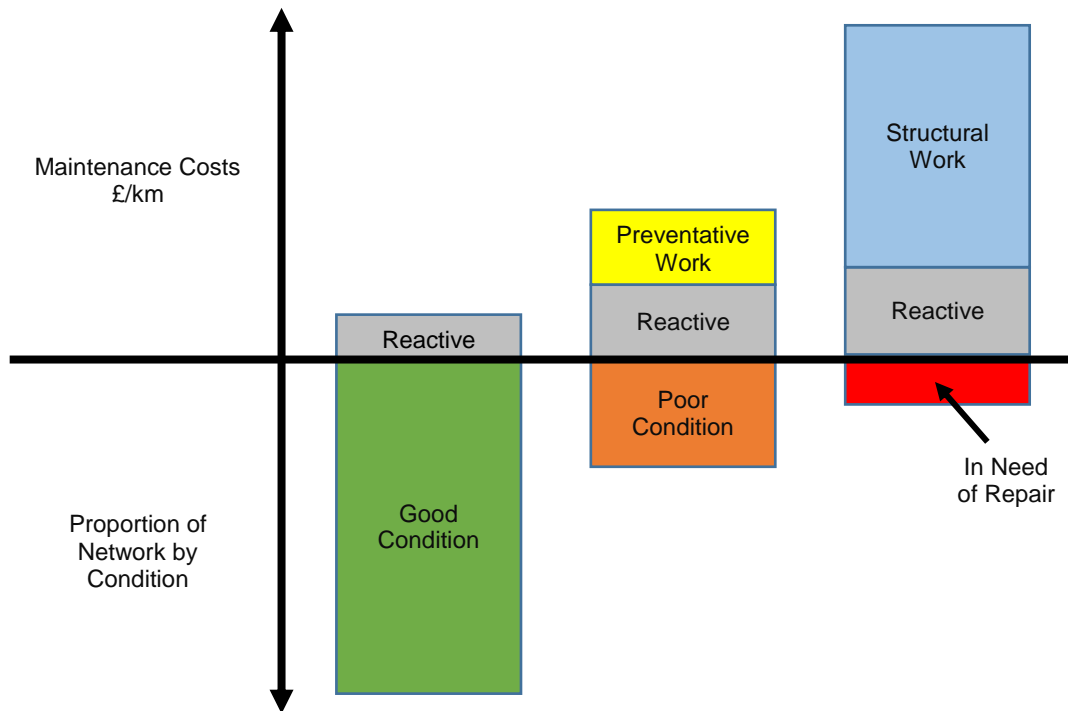 Maintenance Costs
£/km
Structural
Work
Preventative
Work
Reactive
Reactive
Reactive
Poor
Condition
In Need
of Repair
Good
Condition
Proportion of
Network by
Condition